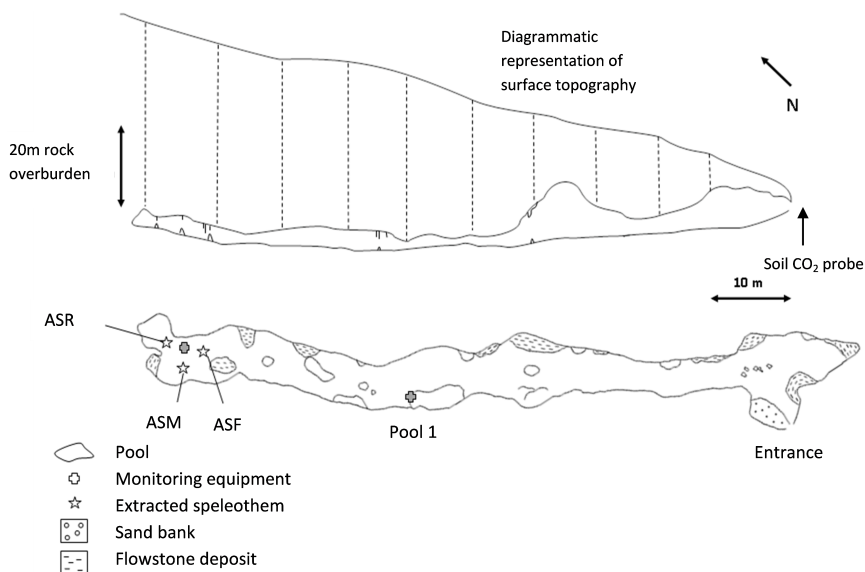 Diagrammatic
representation of
surface topography
N
20m rock
overburden
Soil CO₂ probe
10 m
ASR
ASM
ASF
Pool 1
Entrance
Pool
Monitoring equipment
Extracted speleothem
Sand bank
Flowstone deposit